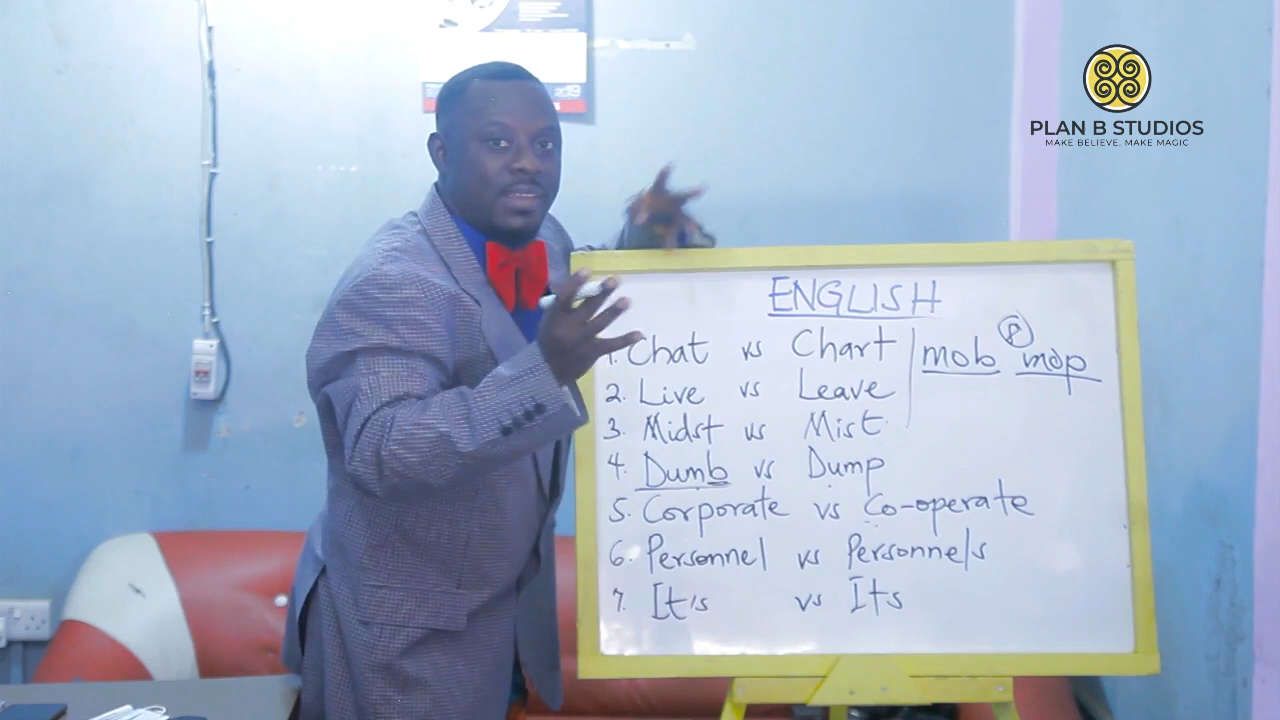 19
PLAN B STUDIOS
MAKE BELIEVE. MAKE MAGIC
ENGLISH
1. Chat vs Chart
2. Live vs Leave
3. Midst vs Mist
4. Dumb vs Dump
5. Corporate vs Co-operate
6. Personnel vs Personnels
7. It's vs Its
P
mob mop